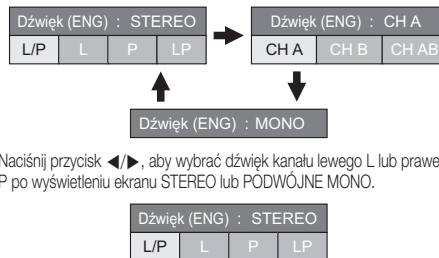 Dźwięk (ENG) : STEREO
L/P L P LP
Dźwięk (ENG) : CH A
CH A CH B CH AB
Dźwięk (ENG) : MONO
Naciśnij przycisk ◀/▶, aby wybrać dźwięk kanału lewego L lub prawe
P po wyświetleniu ekranu STEREO lub PODWÓJNE MONO.
Dźwięk (ENG) : STEREO
L/P L P LP